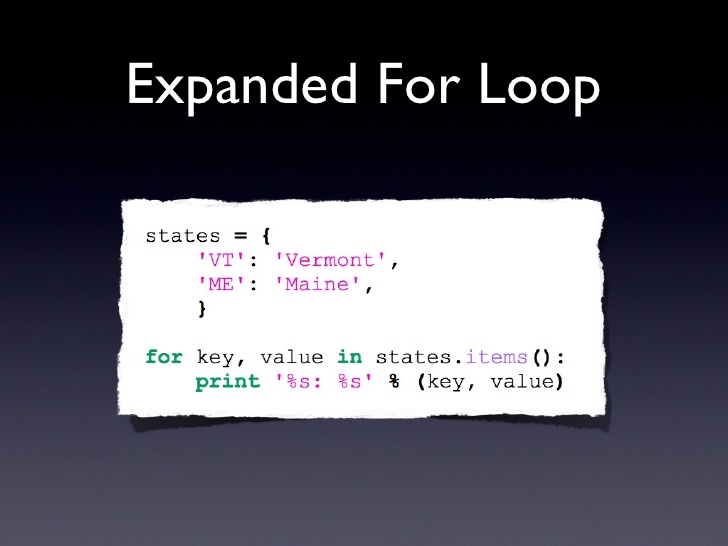 Expanded For Loop
states = {
    'VT': 'Vermont',
    'ME': 'Maine',
    }
for key, value in states.items():
    print '%s: %s' % (key, value)